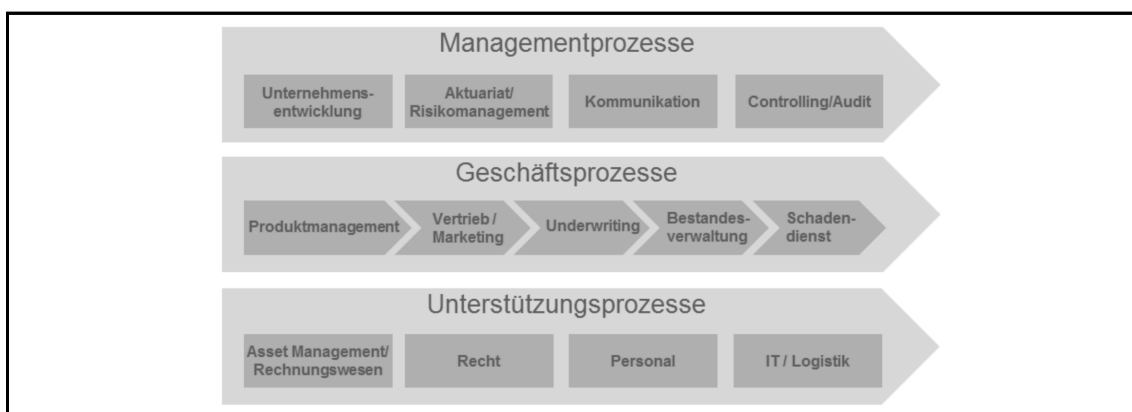 Managementprozesse
Unternehmens-
entwicklung
Aktuariat/
Risikomanagement
Kommunikation
Controlling/Audit
Geschäftsprozesse
Produktmanagement
Vertrieb /
Marketing
Underwriting
Bestandes-
verwaltung
Schaden-
dienst
Unterstützungsprozesse
Asset Management/
Rechnungswesen
Recht
Personal
IT / Logistik